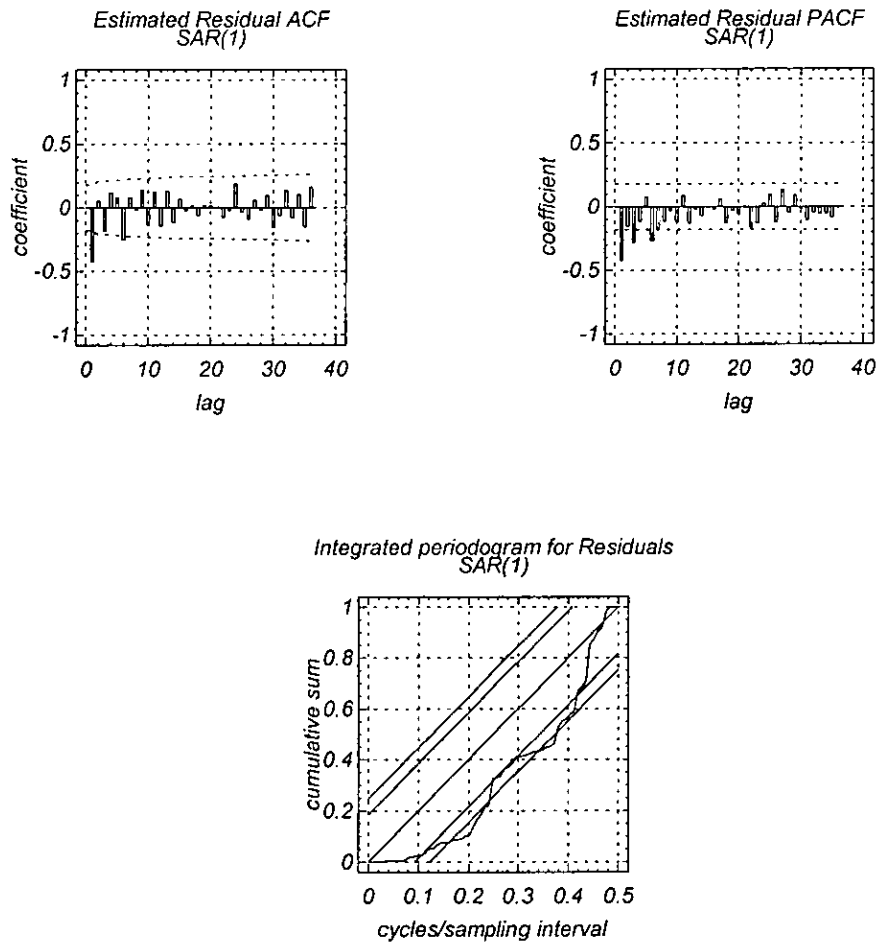 Estimated Residual ACF
SAR(1)
1
0.5
0
-0.5
-1
coefficient
0 10 20 30 40
lag
Estimated Residual PACF
SAR(1)
1
0.5
0
-0.5
-1
coefficient
0 10 20 30 40
lag
Integrated periodogram for Residuals
SAR(1)
1
0.8
0.6
0.4
0.2
0
cumulative sum
0 0.1 0.2 0.3 0.4 0.5
cycles/sampling interval